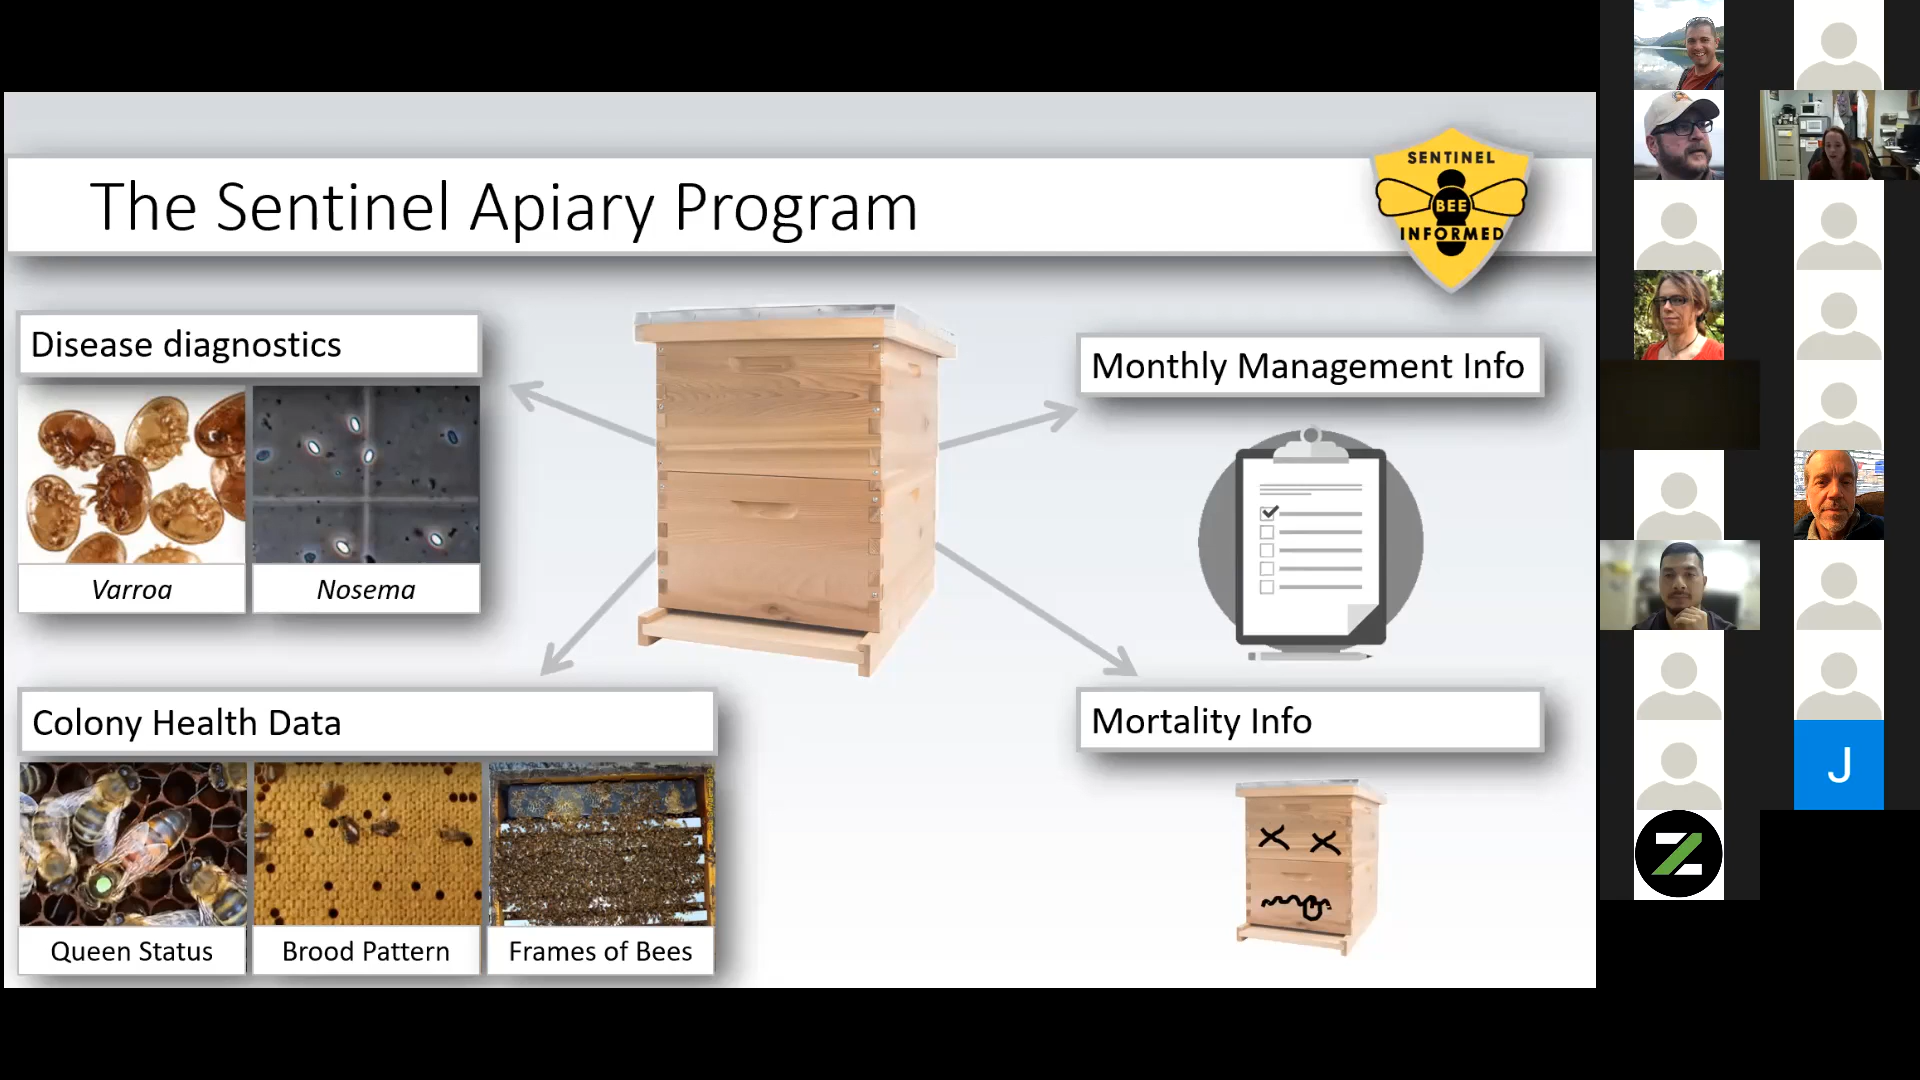 The Sentinel Apiary Program
SENTINEL
BEE
INFORMED
Disease diagnostics
Varroa
Nosema
Monthly Management Info
Colony Health Data
Queen Status
Brood Pattern
Frames of Bees
Mortality Info
J
Z